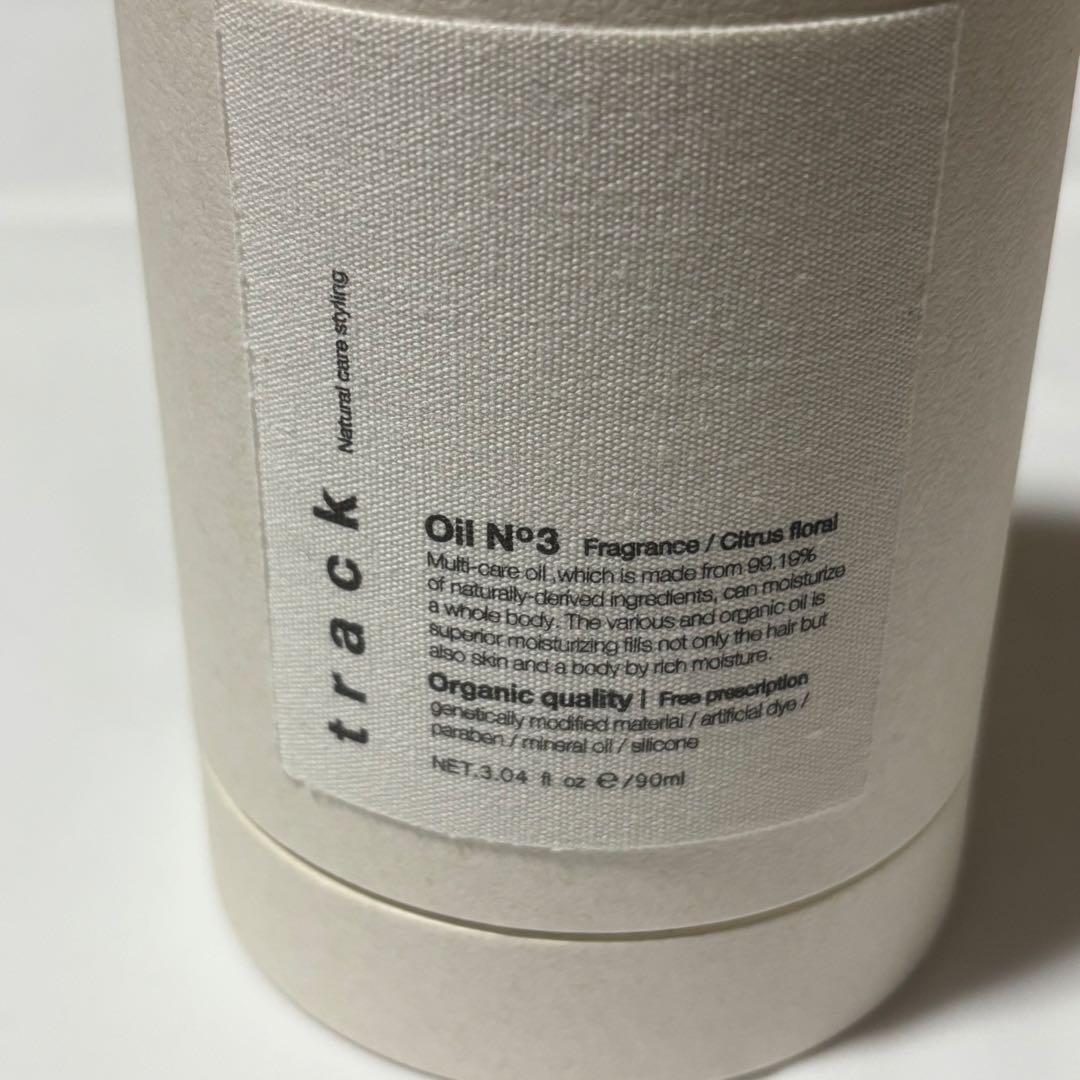 track Natural care styling
Oil Nº3 Fragrance / Citrus floral
Multi-care oil ,which is made from 99.19%
of naturally-derived ingredients, can moisturize
a whole body. The various and organic oil is
superior moisturizing fills not only the hair but
also skin and a body by rich moisture.
Organic quality | Free prescription
genetically modified material / artificial dye /
paraben / mineral oil / silicone
NET.3.04 fl oz ℮/90ml